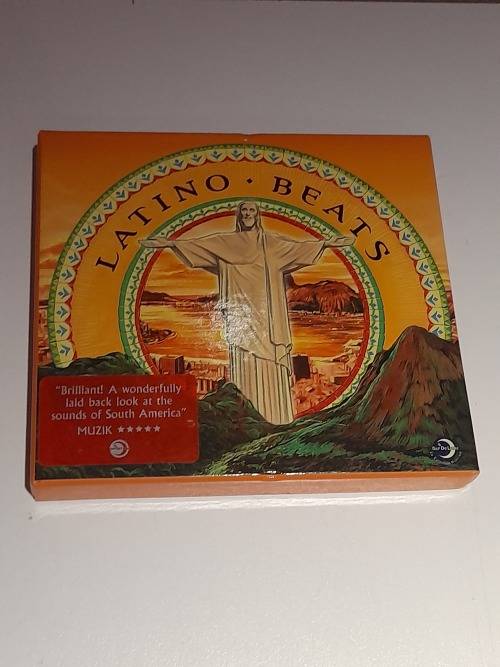 LATINO · BEATS
"Brilliant! A wonderfully
laid back look at the
sounds of South America"
MUZIK ★★★★★